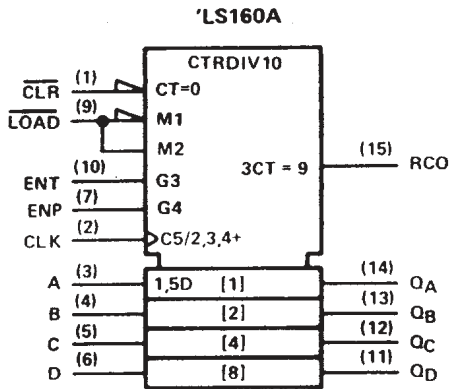 'LS160A
CTRDIV10
C̅L̅R̅ (1) CT=0
L̅O̅A̅D̅ (9) M1
M2
3CT = 9 (15) RCO
ENT (10) G3
ENP (7) G4
CLK (2) C5/2,3,4+
A (3) 1,5D [1] (14) QA
B (4) [2] (13) QB
C (5) [4] (12) QC
D (6) [8] (11) QD